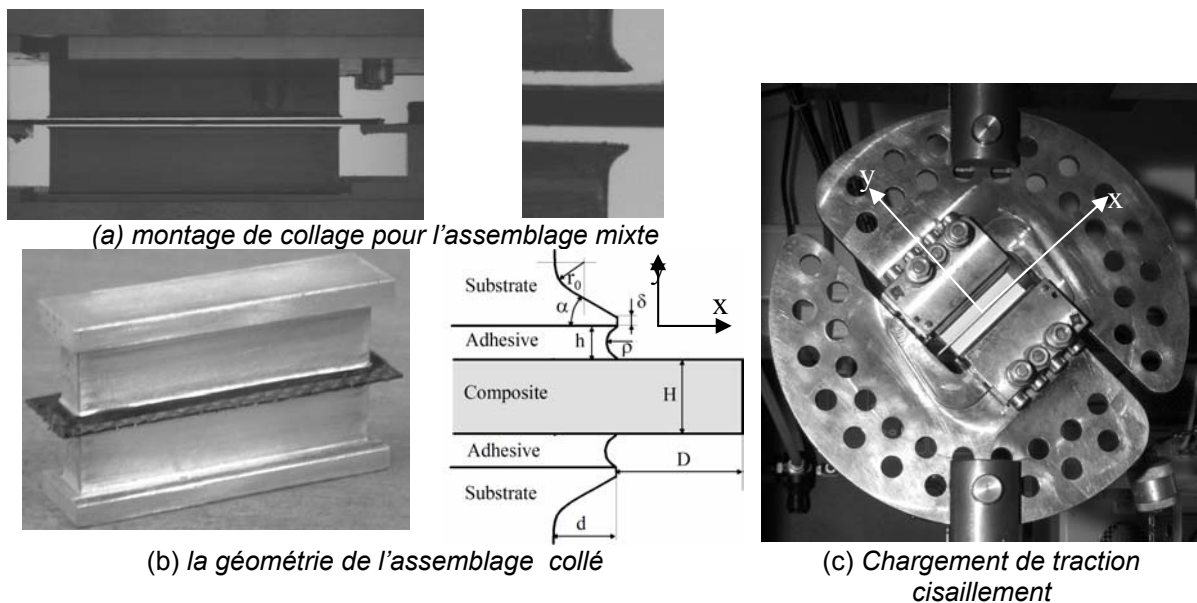 (a) montage de collage pour l'assemblage mixte
Substrate
r₀
α
δ
y
x
Adhesive
h
ρ
Composite
H
Adhesive
D
Substrate
d
(b) la géométrie de l'assemblage collé
y
x
(c) Chargement de traction
cisaillement